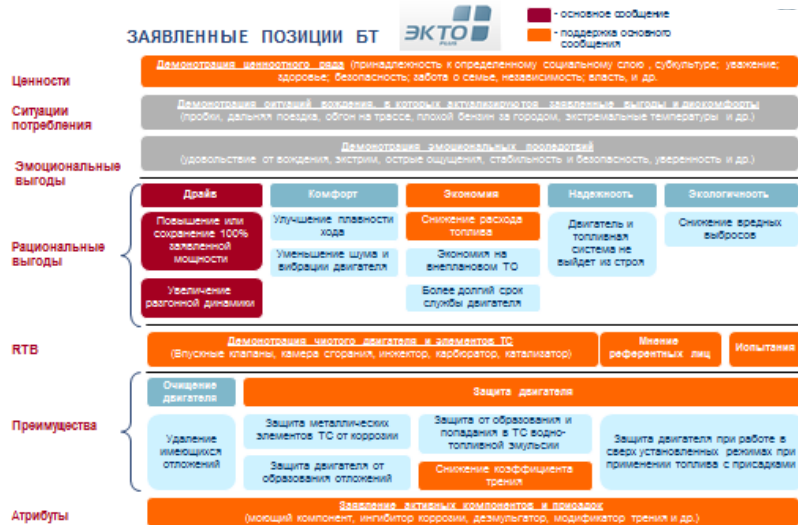 ЗАЯВЛЕННЫЕ ПОЗИЦИИ БТ
ЭКТО
PLUS
- основное сообщение
- поддержка основного
сообщения
Ценности
Демонстрация ценностного ряда (принадлежность к определенному социальному слою , субкультуре; уважение;
здоровье; безопасность; забота о семье, независимость; власть, и др.
Ситуации
потребления
Демонстрация ситуаций вождения, в которых актуализируются заявленные выгоды и дискомфорты
(пробки, дальняя поездка, обгон на трассе, плохой бензин за городом, экстремальные температуры и др.)
Эмоциональные
выгоды
Демонстрация эмоциональных последствий
(удовольствие от вождения, экстрим, острые ощущения, стабильность и безопасность, уверенность и др.)
Рациональные
выгоды
Драйв
Повышение или
сохранение 100%
заявленной
мощности
Увеличение
разгонной динамики
Комфорт
Улучшение плавности
хода
Уменьшение шума и
вибрации двигателя
Экономия
Снижение расхода
топлива
Экономия на
внеплановом ТО
Более долгий срок
службы двигателя
Надежность
Двигатель и
топливная
система не
выйдет из строя
Экологичность
Снижение вредных
выбросов
RTB
Демонстрация чистого двигателя и элементов ТС
(Впускные клапаны, камера сгорания, инжектор, карбюратор, катализатор)
Мнение
референтных лиц
Испытания
Преимущества
Очищение
двигателя
Удаление
имеющихся
отложений
Защита двигателя
Защита металлических
элементов ТС от коррозии
Защита двигателя от
образования отложений
Защита от образования и
попадания в ТС водно-
топливной эмульсии
Снижение коэффициента
трения
Защита двигателя при работе в
сверх установленных режимах при
применении топлива с присадками
Атрибуты
Заявление активных компонентов и присадок
(моющий компонент, ингибитор коррозии, деэмульгатор, модификатор трения и др.)